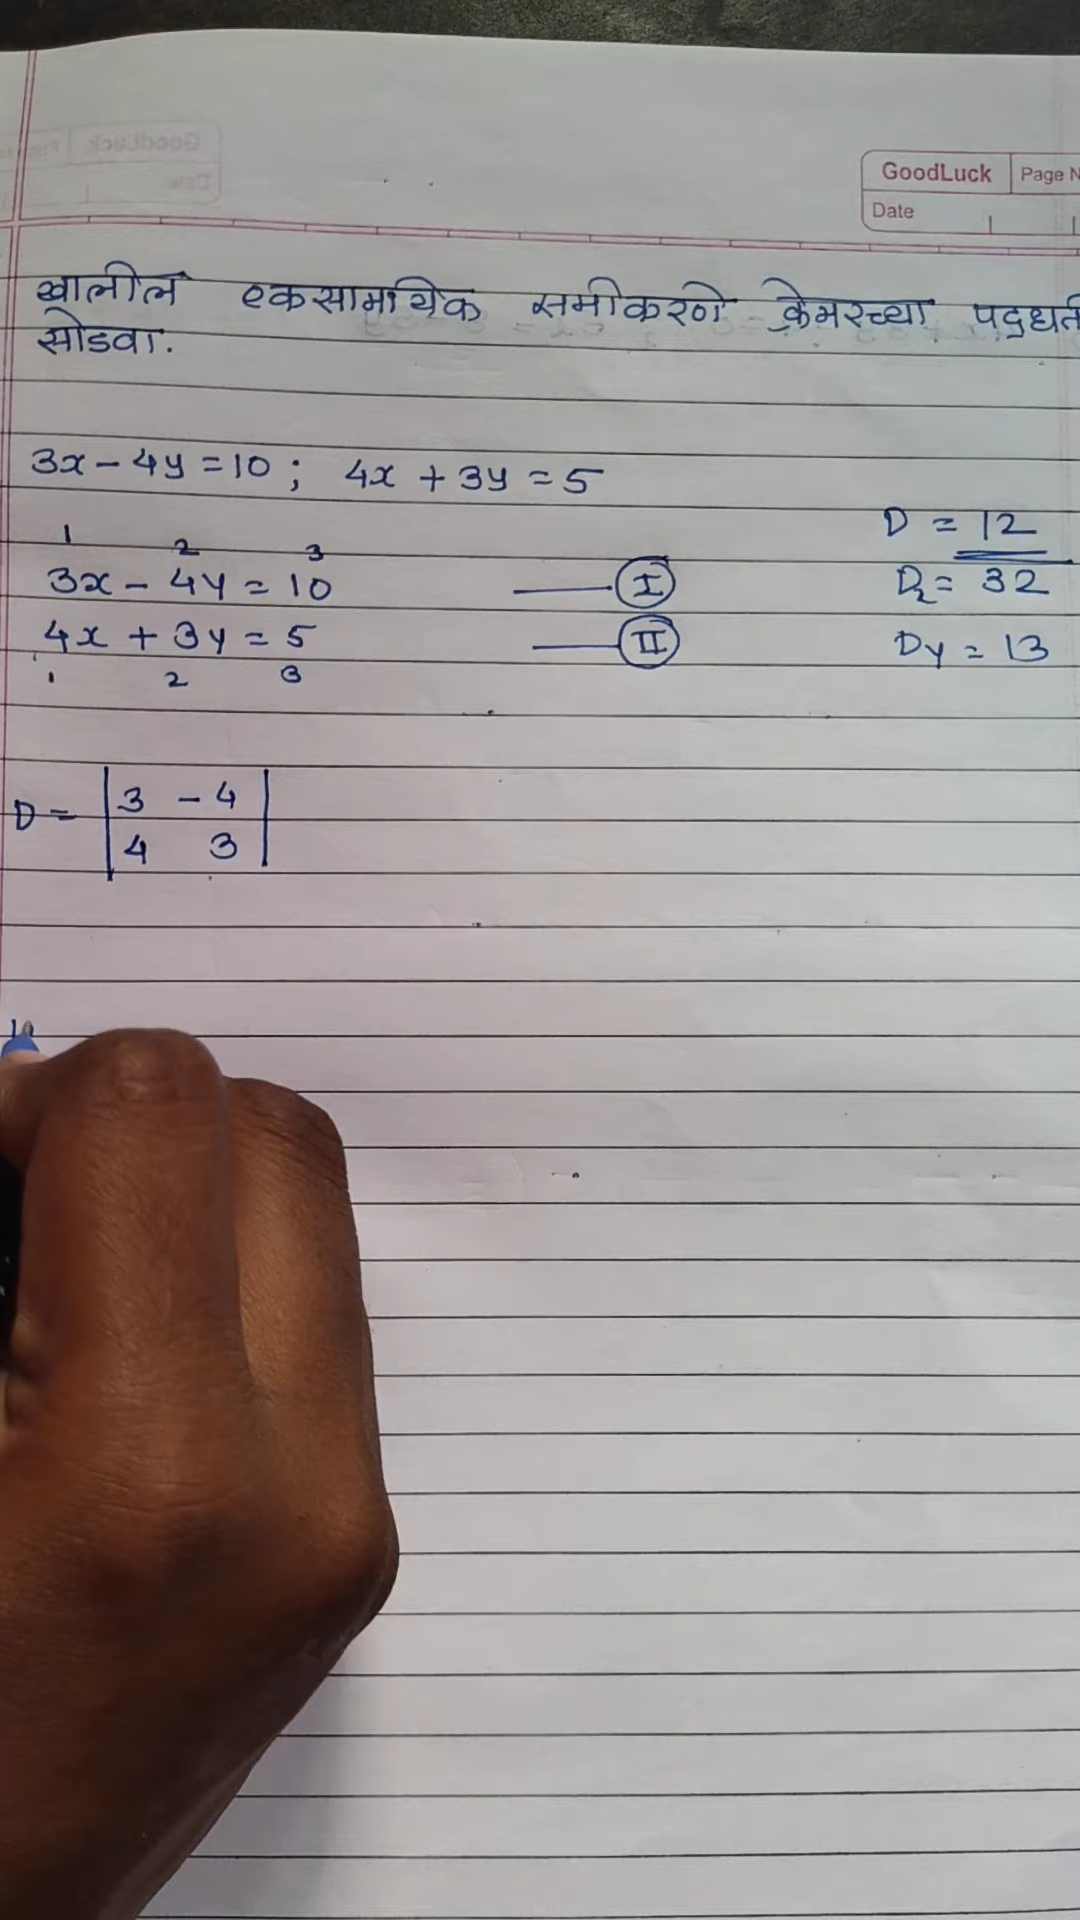 GoodLuck
Page N
Date
खालील एकसामायिक समीकरणे क्रेमरच्या पद्धती
सोडवा.
3x - 4y = 10 ; 4x + 3y = 5
D = 12
1 2 3
3x - 4y = 10 I
Dx = 32
4x + 3y = 5 II
Dy = 13
1 2 3
D = | 3 - 4 |
| 4 3 |